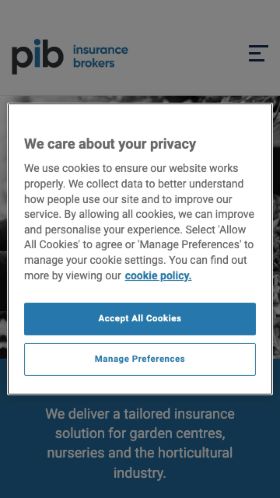 pib insurance
brokers
We care about your privacy
We use cookies to ensure our website works
properly. We collect data to better understand
how people use our site and to improve our
service. By allowing all cookies, we can improve
and personalise your experience. Select 'Allow
All Cookies' to agree or 'Manage Preferences' to
manage your cookie settings. You can find out
more by viewing our cookie policy.
Accept All Cookies
Manage Preferences
We deliver a tailored insurance
solution for garden centres,
nurseries and the horticultural
industry.